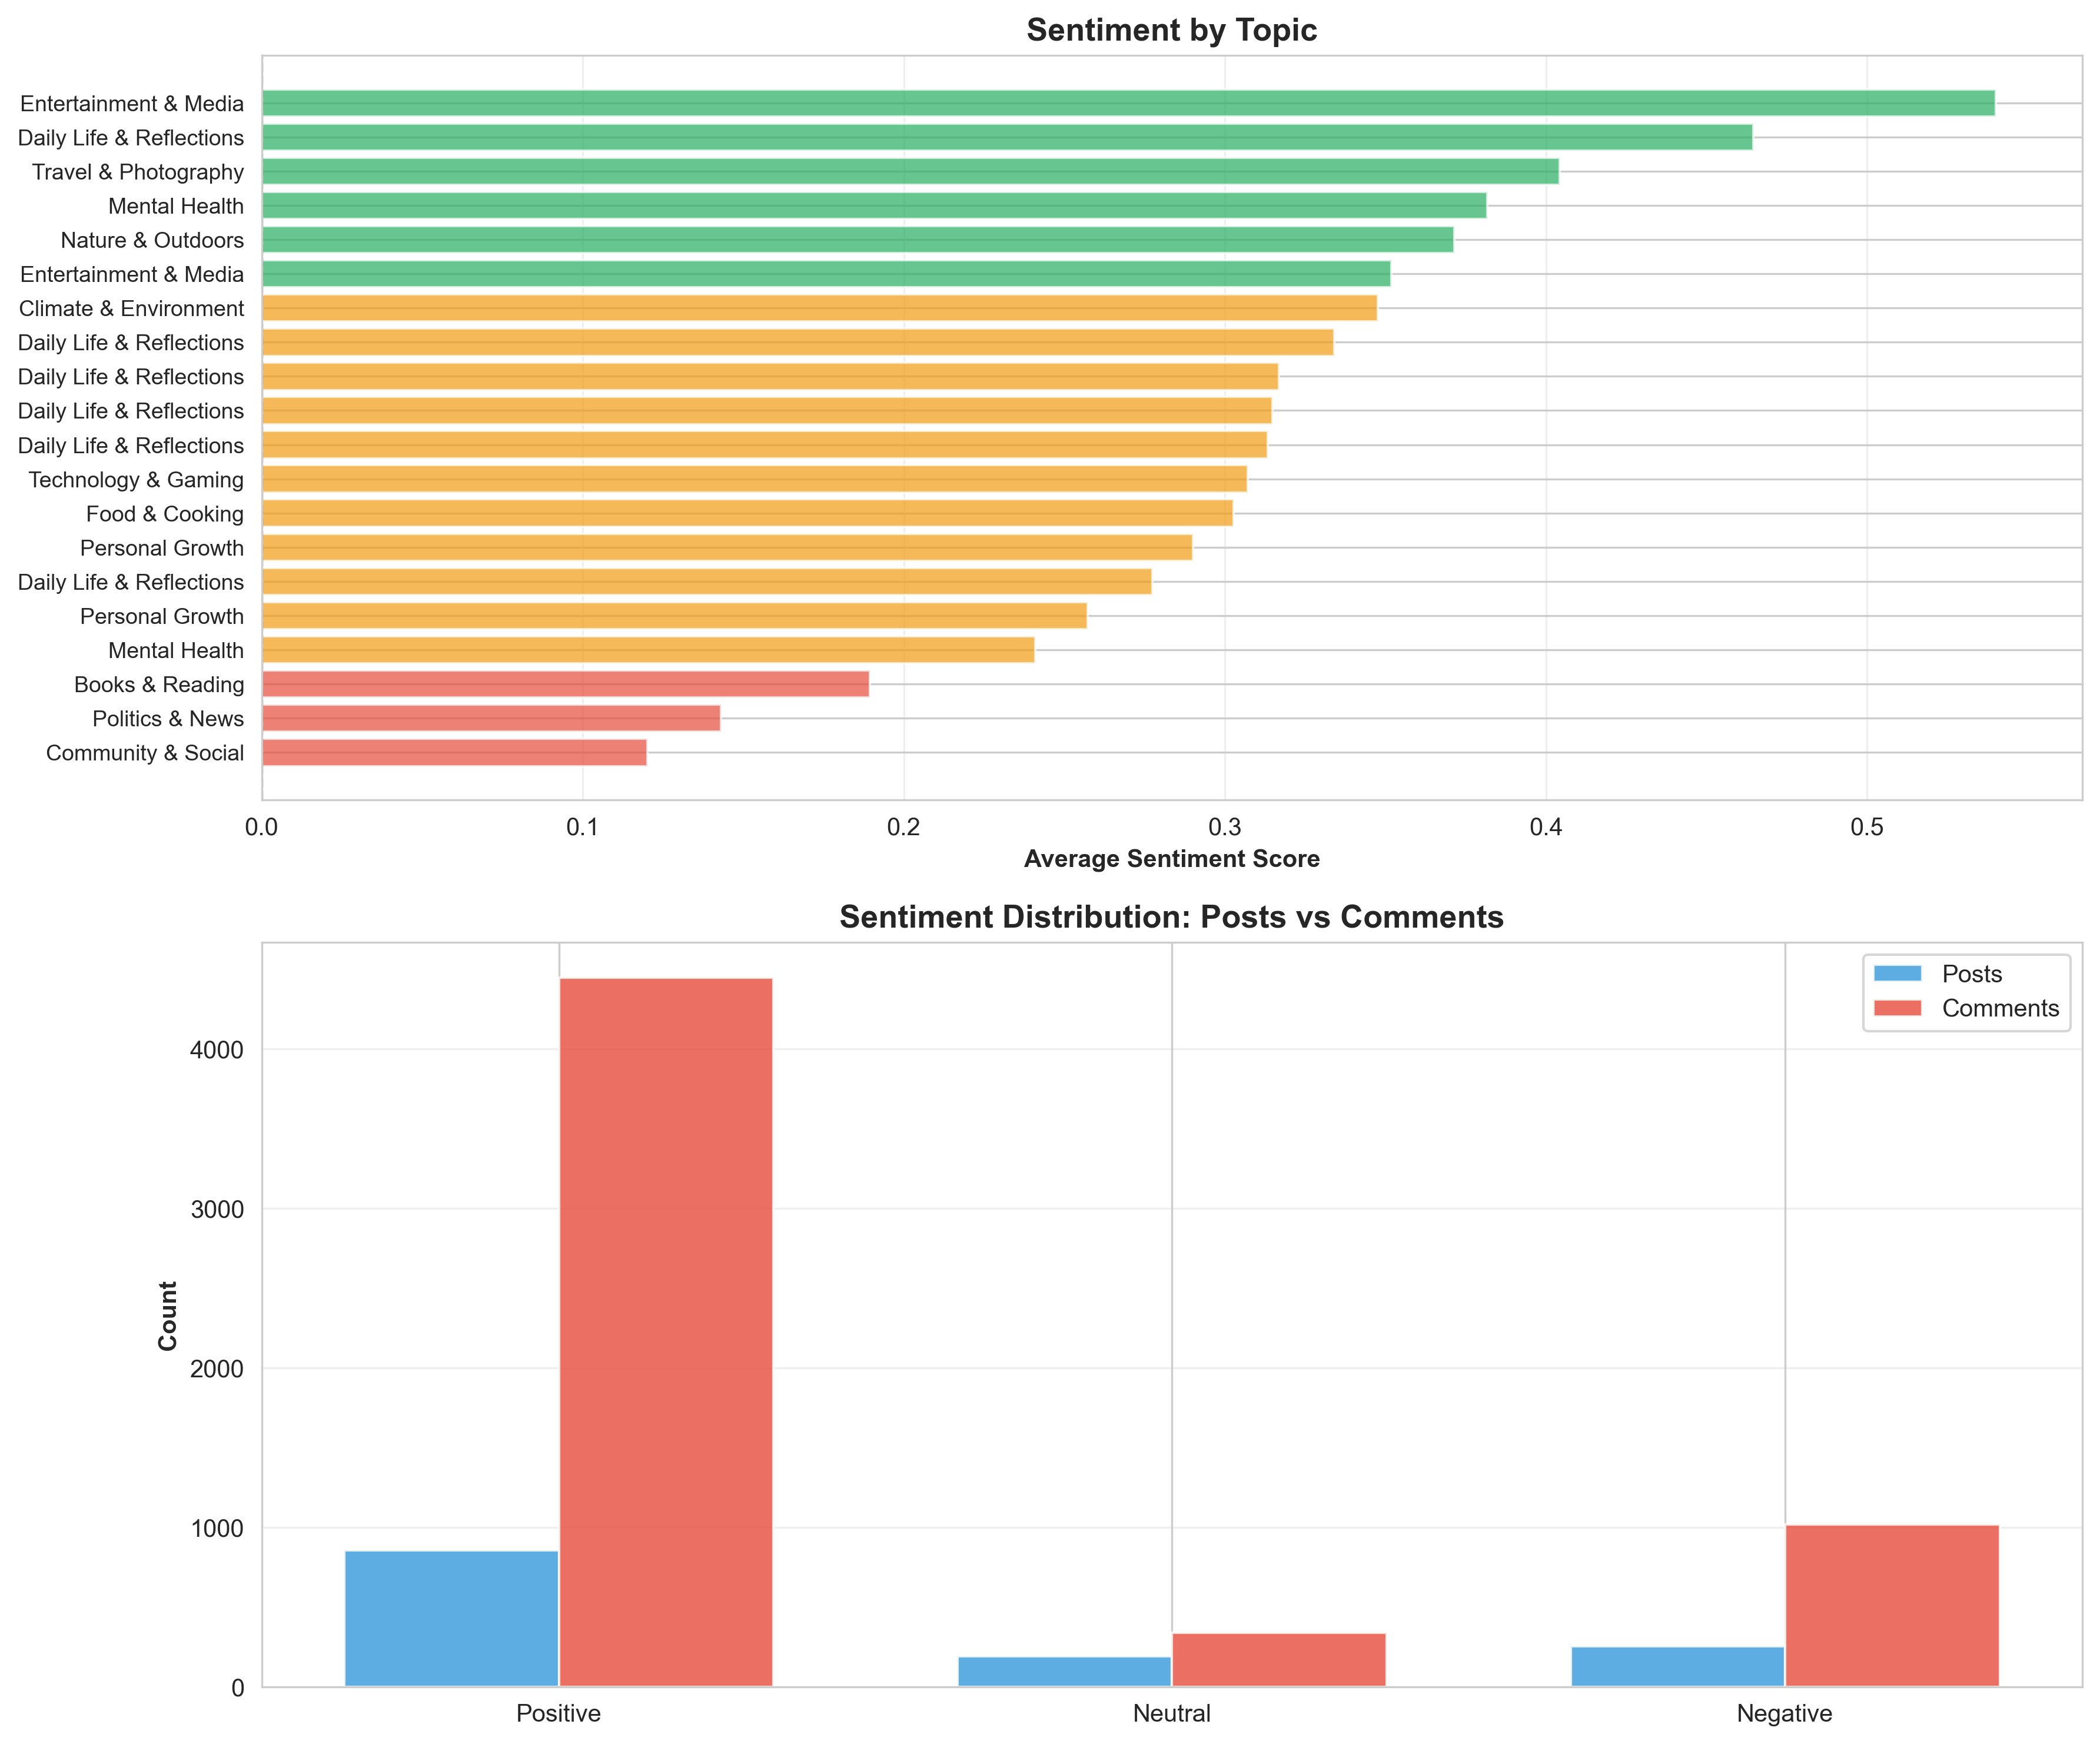 Sentiment by Topic
Entertainment & Media
Daily Life & Reflections
Travel & Photography
Mental Health
Nature & Outdoors
Entertainment & Media
Climate & Environment
Daily Life & Reflections
Daily Life & Reflections
Daily Life & Reflections
Daily Life & Reflections
Technology & Gaming
Food & Cooking
Personal Growth
Daily Life & Reflections
Personal Growth
Mental Health
Books & Reading
Politics & News
Community & Social
0.0 0.1 0.2 0.3 0.4 0.5
Average Sentiment Score
Sentiment Distribution: Posts vs Comments
Posts
Comments
4000
3000
2000
1000
0
Count
Positive Neutral Negative